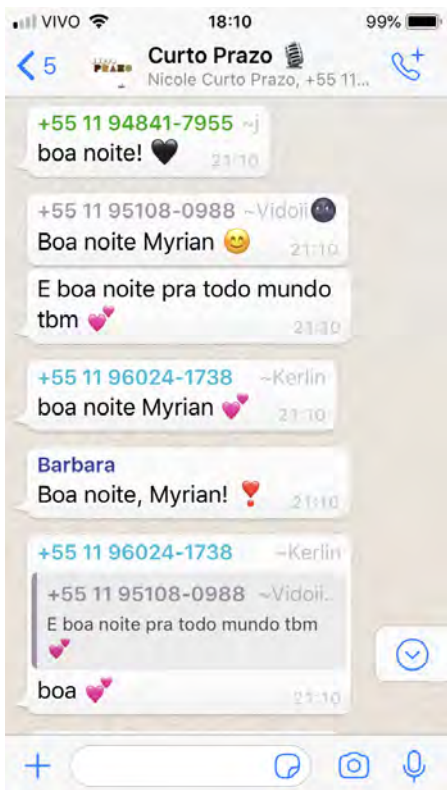 VIVO 18:10 99%
5 PRAZO Curto Prazo 🎙
Nicole Curto Prazo, +55 11...
+55 11 94841-7955 ~j
boa noite! 🖤 21:10
+55 11 95108-0988 ~Vidoii🌚
Boa noite Myrian 😊 21:10
E boa noite pra todo mundo
tbm 💕 21:10
+55 11 96024-1738 ~Kerlin
boa noite Myrian 💕 21:10
Barbara
Boa noite, Myrian! ❣️ 21:10
+55 11 96024-1738 ~Kerlin
+55 11 95108-0988 ~Vidoii..
E boa noite pra todo mundo tbm
💕
boa 💕 21:10